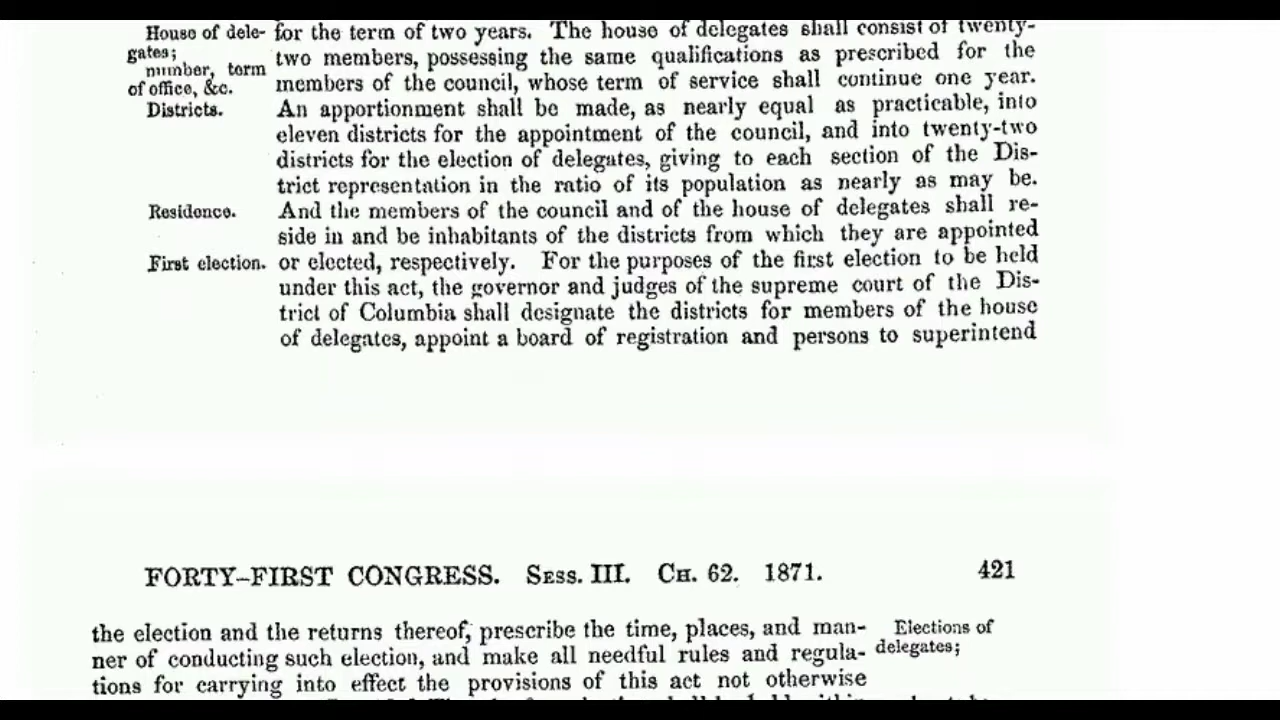 House of dele- for the term of two years. The house of delegates shall consist of twenty-
gates; two members, possessing the same qualifications as prescribed for the
number, term
of office, &c. members of the council, whose term of service shall continue one year.
Districts. An apportionment shall be made, as nearly equal as practicable, into
eleven districts for the appointment of the council, and into twenty-two
districts for the election of delegates, giving to each section of the Dis-
trict representation in the ratio of its population as nearly as may be.
Residence. And the members of the council and of the house of delegates shall re-
side in and be inhabitants of the districts from which they are appointed
First election. or elected, respectively. For the purposes of the first election to be held
under this act, the governor and judges of the supreme court of the Dis-
trict of Columbia shall designate the districts for members of the house
of delegates, appoint a board of registration and persons to superintend
FORTY-FIRST CONGRESS. Sess. III. Ch. 62. 1871. 421
the election and the returns thereof, prescribe the time, places, and man- Elections of
ner of conducting such election, and make all needful rules and regula- delegates;
tions for carrying into effect the provisions of this act not otherwise